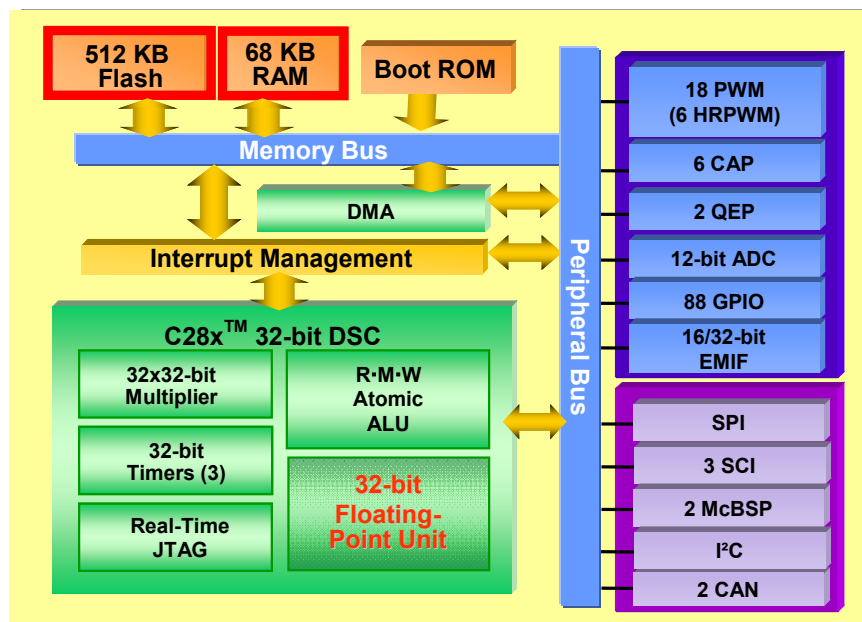 512 KB
Flash
68 KB
RAM
Boot ROM
Memory Bus
DMA
Interrupt Management
C28x™ 32-bit DSC
32x32-bit
Multiplier
32-bit
Timers (3)
Real-Time
JTAG
R·M·W
Atomic
ALU
32-bit
Floating-
Point Unit
Peripheral Bus
18 PWM
(6 HRPWM)
6 CAP
2 QEP
12-bit ADC
88 GPIO
16/32-bit
EMIF
SPI
3 SCI
2 McBSP
I²C
2 CAN